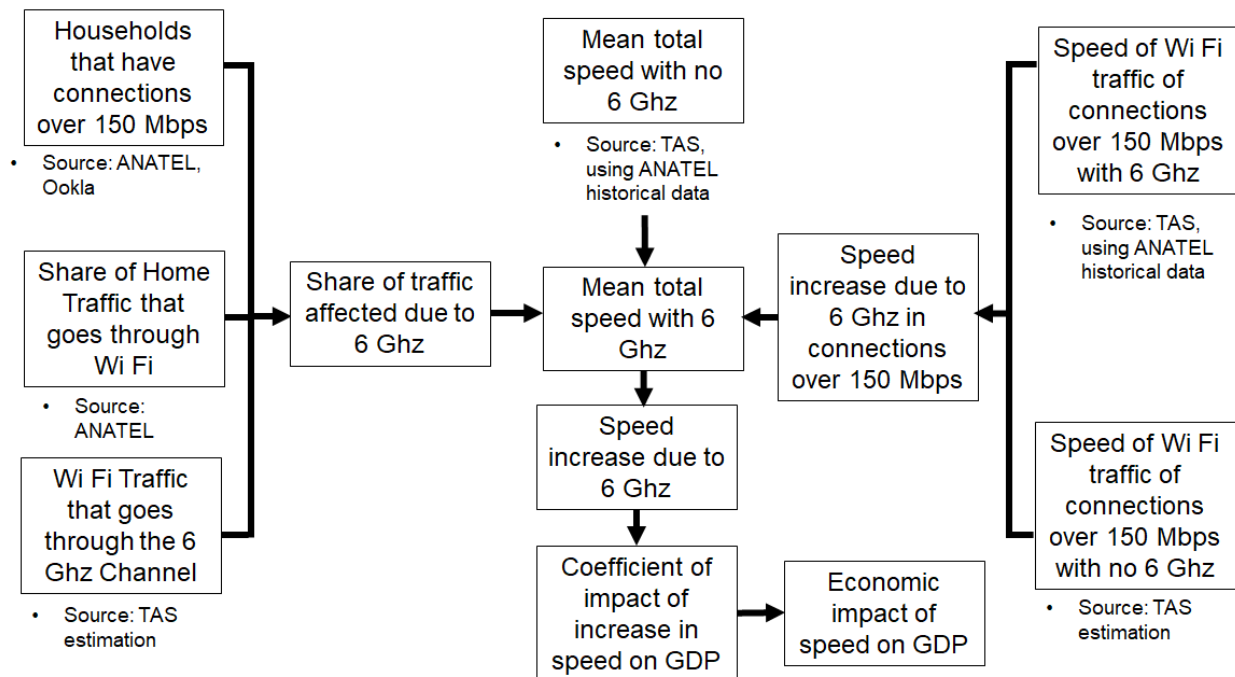 Households
that have
connections
over 150 Mbps
• Source: ANATEL,
Ookla
Share of Home
Traffic that
goes through
Wi Fi
• Source:
ANATEL
Wi Fi Traffic
that goes
through the 6
Ghz Channel
• Source: TAS
estimation
Share of traffic
affected due to
6 Ghz
Mean total
speed with no
6 Ghz
• Source: TAS,
using ANATEL
historical data
Mean total
speed with 6
Ghz
Speed
increase due to
6 Ghz
Coefficient of
impact of
increase in
speed on GDP
Economic
impact of
speed on GDP
Speed
increase due to
6 Ghz in
connections
over 150 Mbps
Speed of Wi Fi
traffic of
connections
over 150 Mbps
with 6 Ghz
• Source: TAS,
using ANATEL
historical data
Speed of Wi Fi
traffic of
connections
over 150 Mbps
with no 6 Ghz
• Source: TAS
estimation